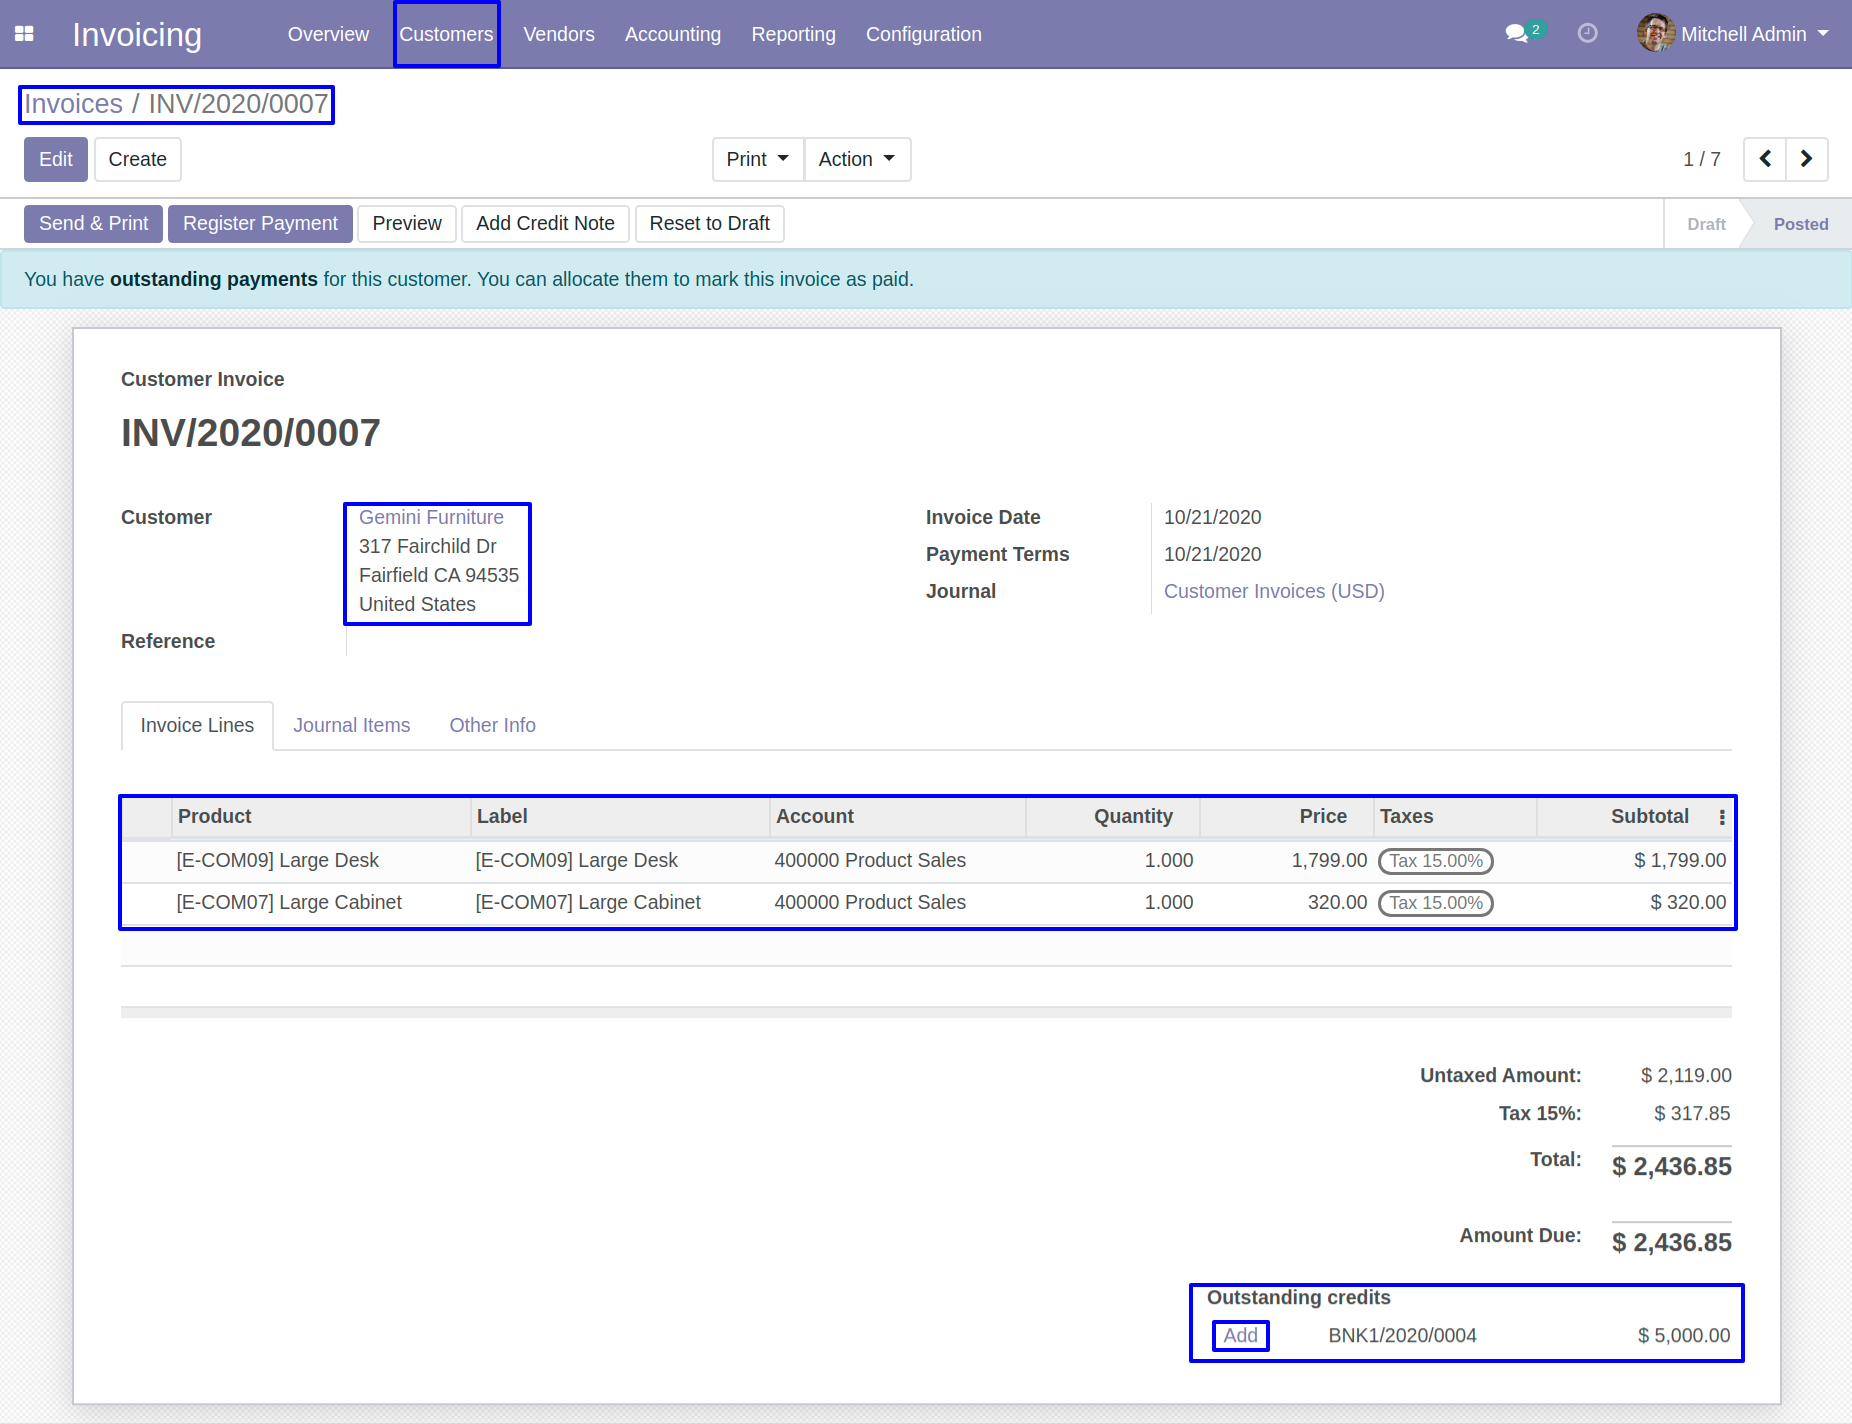 Invoicing Overview Customers Vendors Accounting Reporting Configuration 2 Mitchell Admin
Invoices / INV/2020/0007
Edit Create Print Action 1 / 7
Send & Print Register Payment Preview Add Credit Note Reset to Draft Draft Posted
You have outstanding payments for this customer. You can allocate them to mark this invoice as paid.
Customer Invoice
INV/2020/0007
Customer Gemini Furniture Invoice Date 10/21/2020
317 Fairchild Dr Payment Terms 10/21/2020
Fairfield CA 94535 Journal Customer Invoices (USD)
United States
Reference
Invoice Lines Journal Items Other Info
Product Label Account Quantity Price Taxes Subtotal
[E-COM09] Large Desk [E-COM09] Large Desk 400000 Product Sales 1.000 1,799.00 Tax 15.00% $ 1,799.00
[E-COM07] Large Cabinet [E-COM07] Large Cabinet 400000 Product Sales 1.000 320.00 Tax 15.00% $ 320.00
Untaxed Amount: $ 2,119.00
Tax 15%: $ 317.85
Total: $ 2,436.85
Amount Due: $ 2,436.85
Outstanding credits
Add BNK1/2020/0004 $ 5,000.00